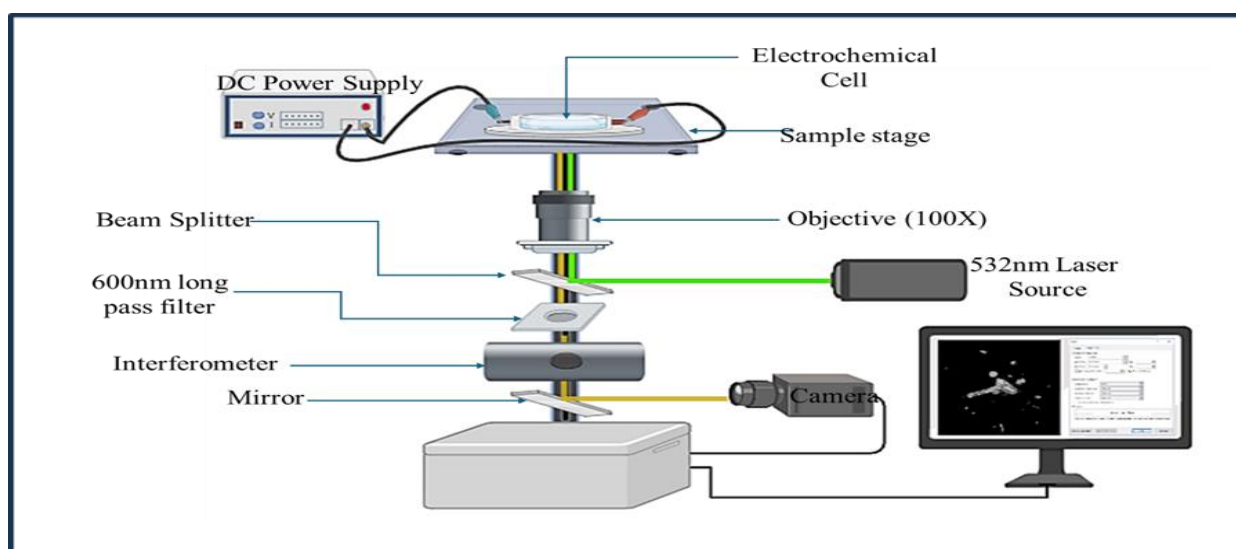 Electrochemical
Cell
DC Power Supply
V
I
Sample stage
Beam Splitter
Objective (100X)
532nm Laser
Source
600nm long
pass filter
Interferometer
Mirror
Camera